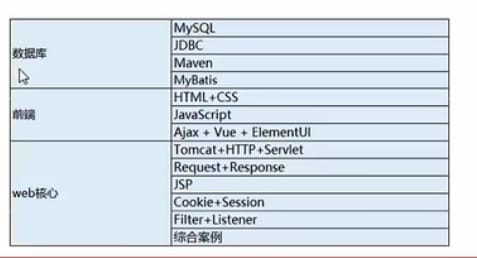 数据库
MySQL
JDBC
Maven
MyBatis
前端
HTML+CSS
JavaScript
Ajax + Vue + ElementUI
web核心
Tomcat+HTTP+Servlet
Request+Response
JSP
Cookie+Session
Filter+Listener
综合案例